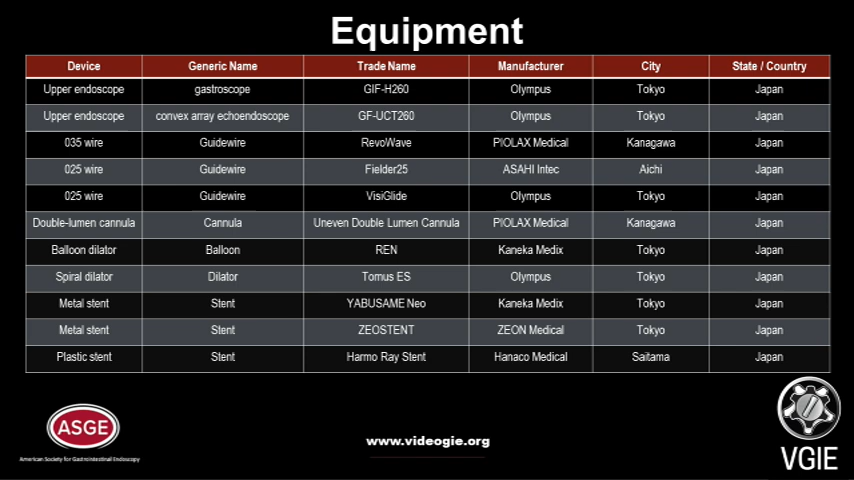 Equipment
Device Generic Name Trade Name Manufacturer City State / Country
Upper endoscope gastroscope GIF-H260 Olympus Tokyo Japan
Upper endoscope convex array echoendoscope GF-UCT260 Olympus Tokyo Japan
035 wire Guidewire RevoWave PIOLAX Medical Kanagawa Japan
025 wire Guidewire Fielder25 ASAHI Intec Aichi Japan
025 wire Guidewire VisiGlide Olympus Tokyo Japan
Double-lumen cannula Cannula Uneven Double Lumen Cannula PIOLAX Medical Kanagawa Japan
Balloon dilator Balloon REN Kaneka Medix Tokyo Japan
Spiral dilator Dilator Tornus ES Olympus Tokyo Japan
Metal stent Stent YABUSAME Neo Kaneka Medix Tokyo Japan
Metal stent Stent ZEOSTENT ZEON Medical Tokyo Japan
Plastic stent Stent Harmo Ray Stent Hanaco Medical Saitama Japan
ASGE
American Society for Gastrointestinal Endoscopy
www.videogie.org
VGIE